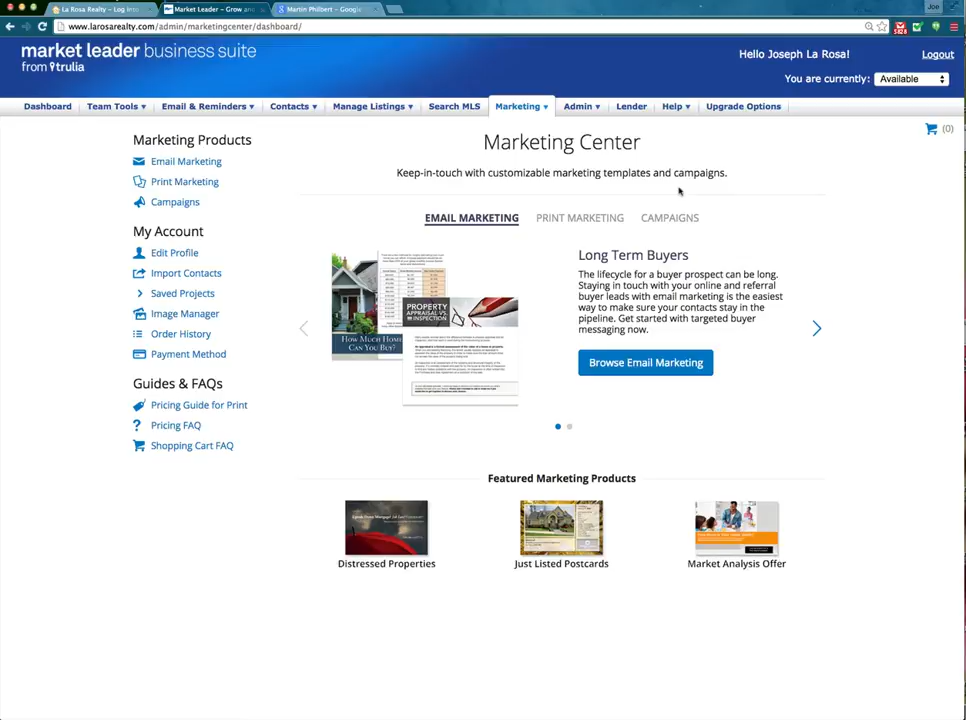 La Rosa Realty – Log into
Market Leader – Grow and
Martin Philbert – Google
Joe
www.larosarealty.com/admin/marketingcenter/dashboard/
market leader business suite
from trulia
Hello Joseph La Rosa!
Logout
You are currently:
Available
Dashboard
Team Tools
Email & Reminders
Contacts
Manage Listings
Search MLS
Marketing
Admin
Lender
Help
Upgrade Options
(0)
Marketing Products
Email Marketing
Print Marketing
Campaigns
My Account
Edit Profile
Import Contacts
Saved Projects
Image Manager
Order History
Payment Method
Guides & FAQs
Pricing Guide for Print
Pricing FAQ
Shopping Cart FAQ
Marketing Center
Keep-in-touch with customizable marketing templates and campaigns.
EMAIL MARKETING
PRINT MARKETING
CAMPAIGNS
HOW MUCH HOME
CAN YOU BUY?
PROPERTY
APPRAISAL VS.
INSPECTION
Long Term Buyers
The lifecycle for a buyer prospect can be long.
Staying in touch with your online and referral
buyer leads with email marketing is the easiest
way to make sure your contacts stay in the
pipeline. Get started with targeted buyer
messaging now.
Browse Email Marketing
Featured Marketing Products
Distressed Properties
Just Listed Postcards
Market Analysis Offer